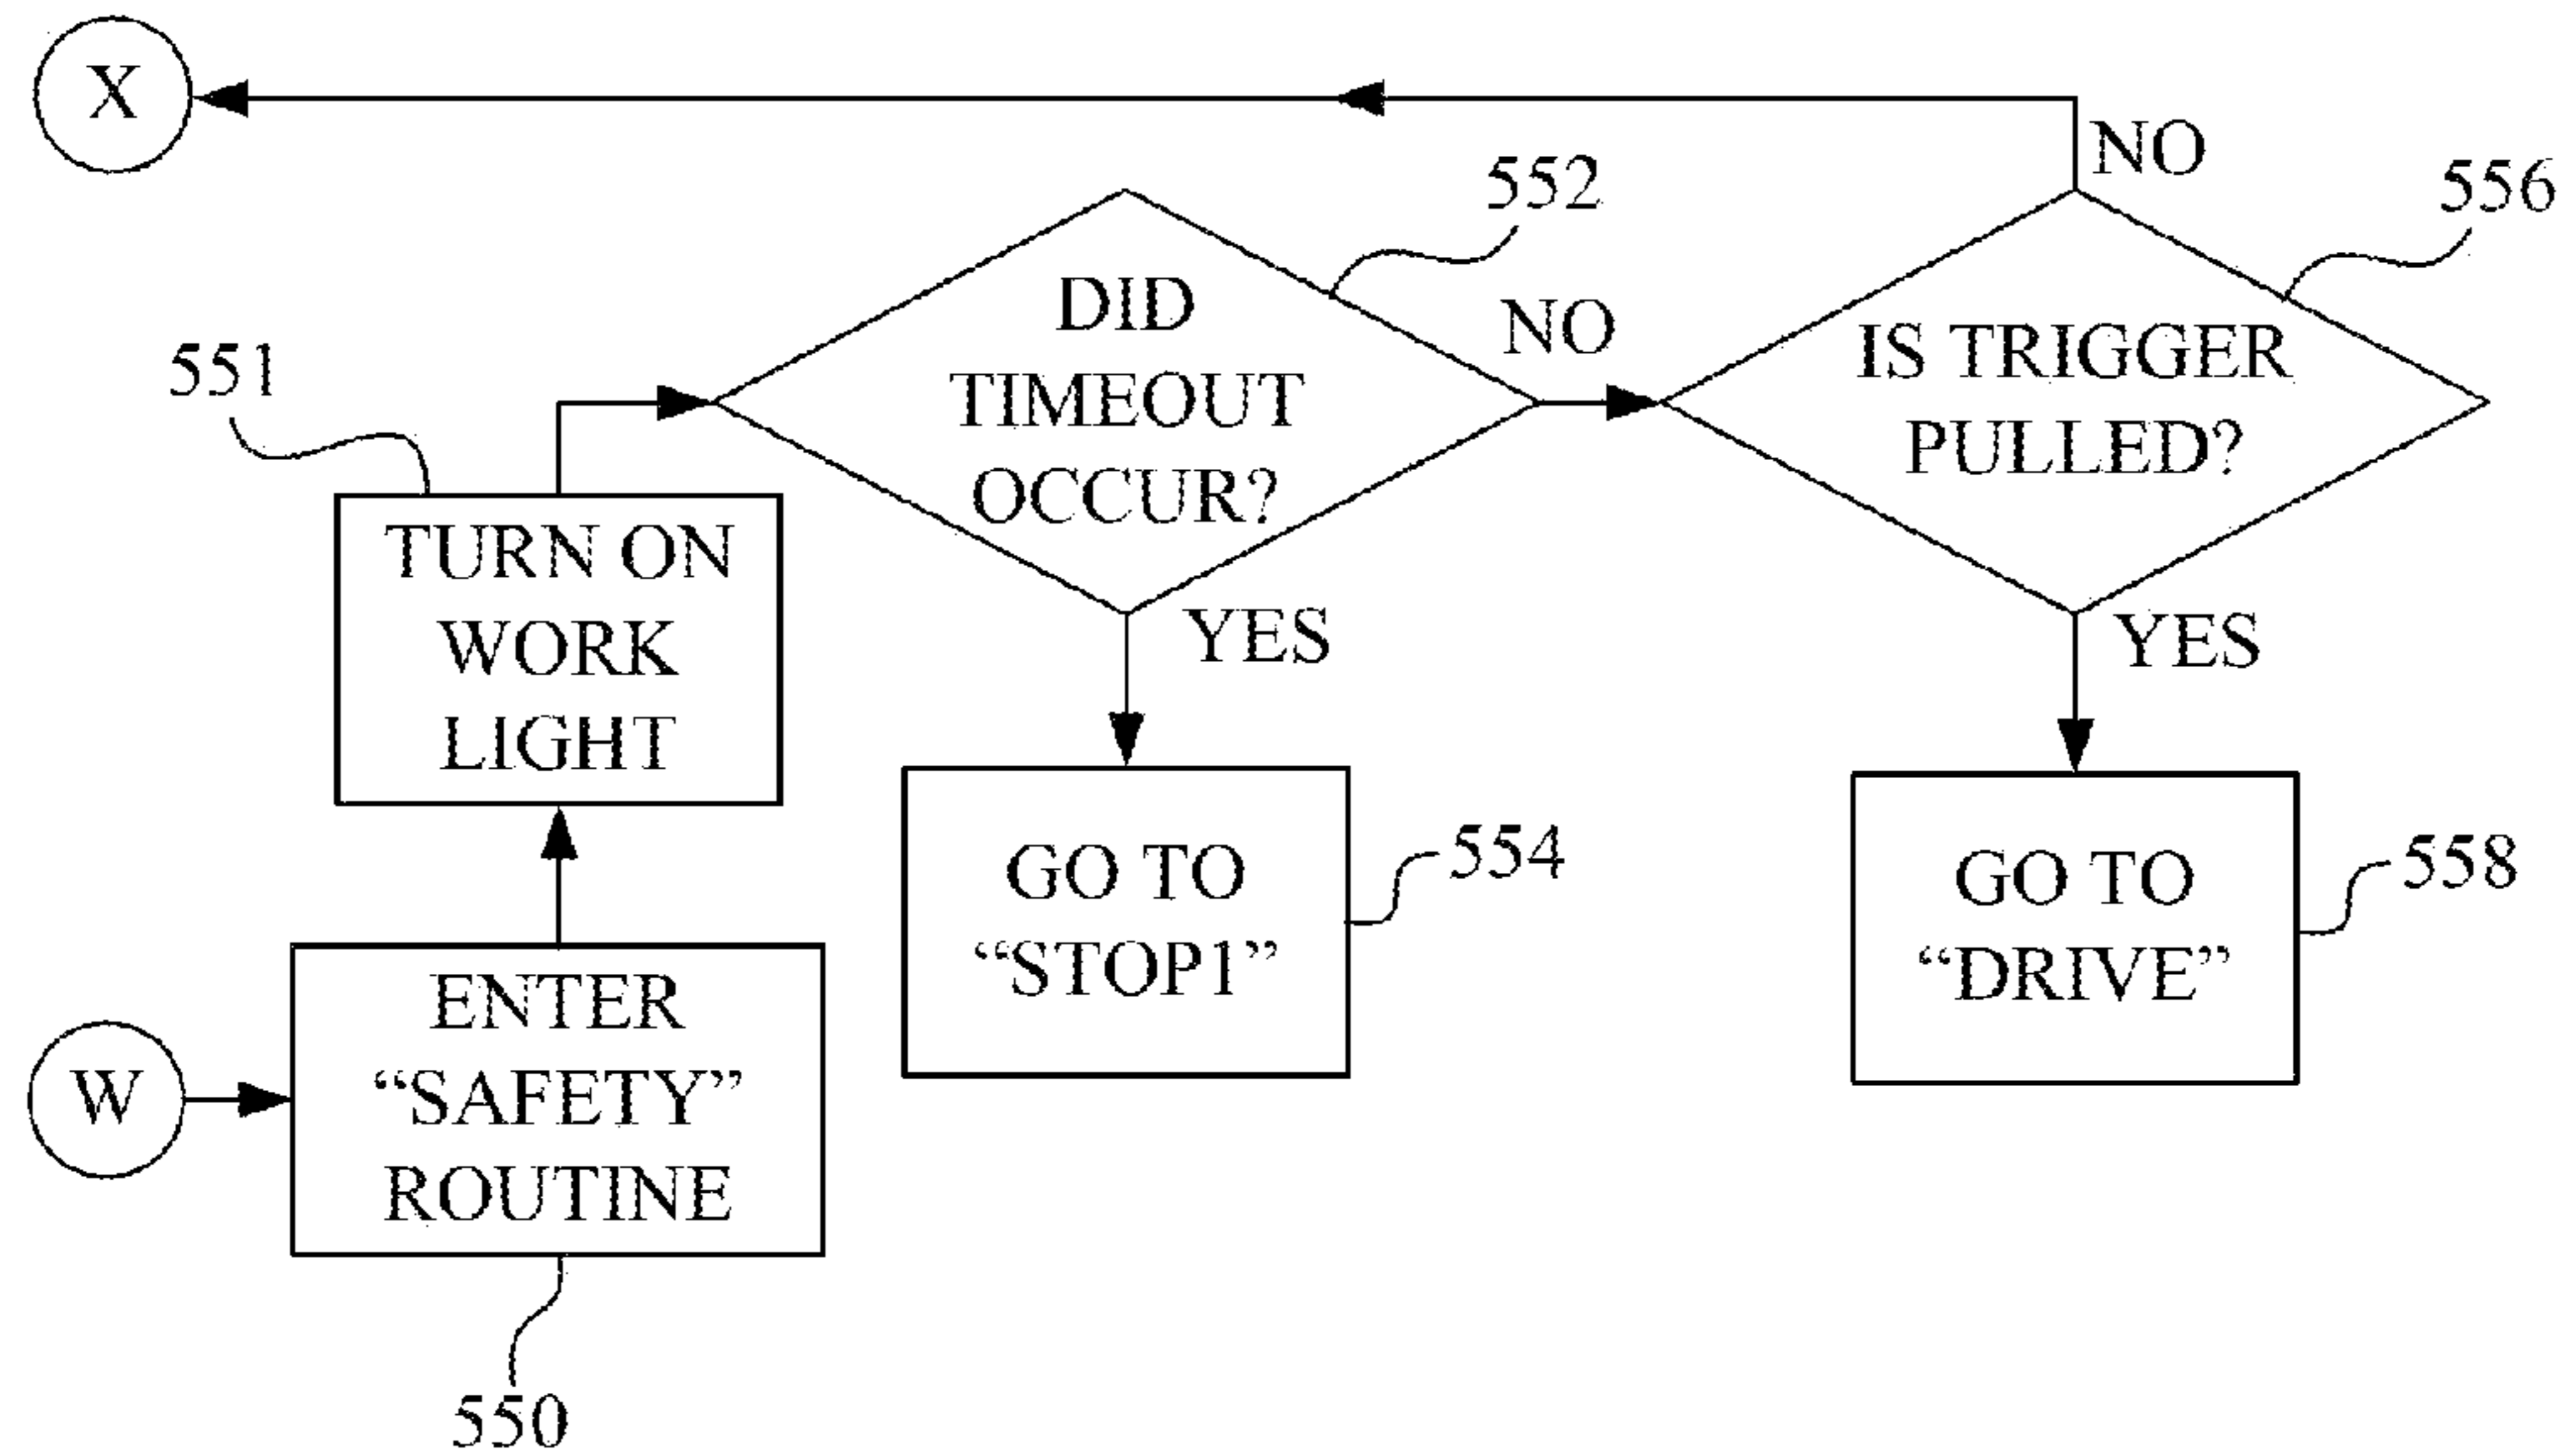 X
NO
552
556
DID
TIMEOUT
OCCUR?
NO
IS TRIGGER
PULLED?
551
TURN ON
WORK
LIGHT
YES
YES
GO TO
“STOP1”
554
GO TO
“DRIVE”
558
W
ENTER
“SAFETY”
ROUTINE
550